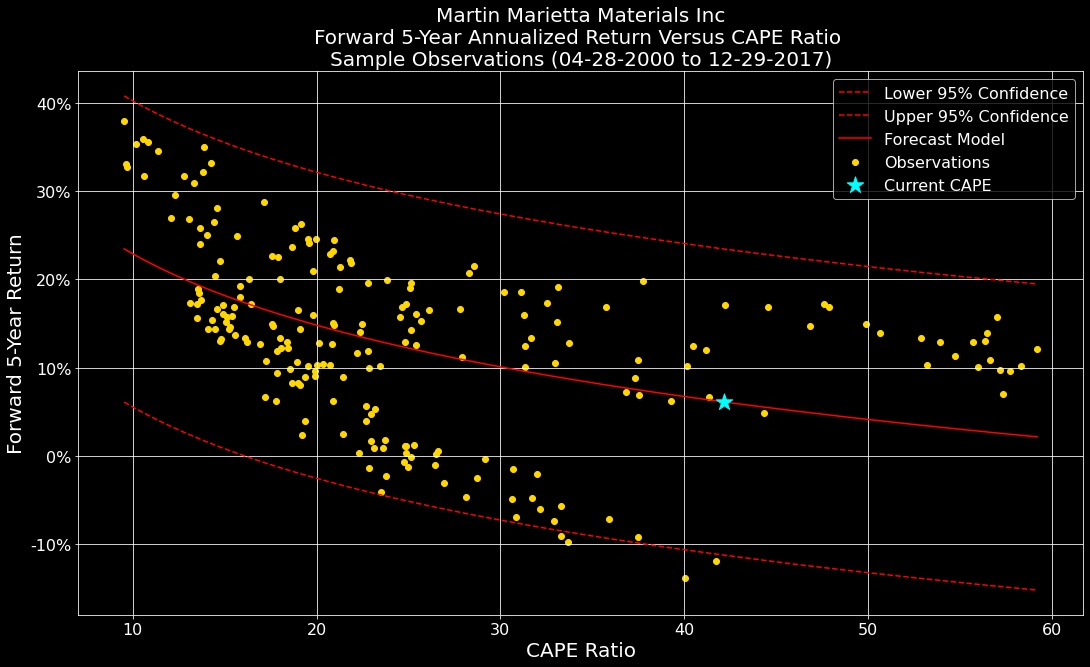 Martin Marietta Materials Inc
Forward 5-Year Annualized Return Versus CAPE Ratio
Sample Observations (04-28-2000 to 12-29-2017)
Lower 95% Confidence
Upper 95% Confidence
Forecast Model
Observations
Current CAPE
Forward 5-Year Return
40%
30%
20%
10%
0%
-10%
10 20 30 40 50 60
CAPE Ratio